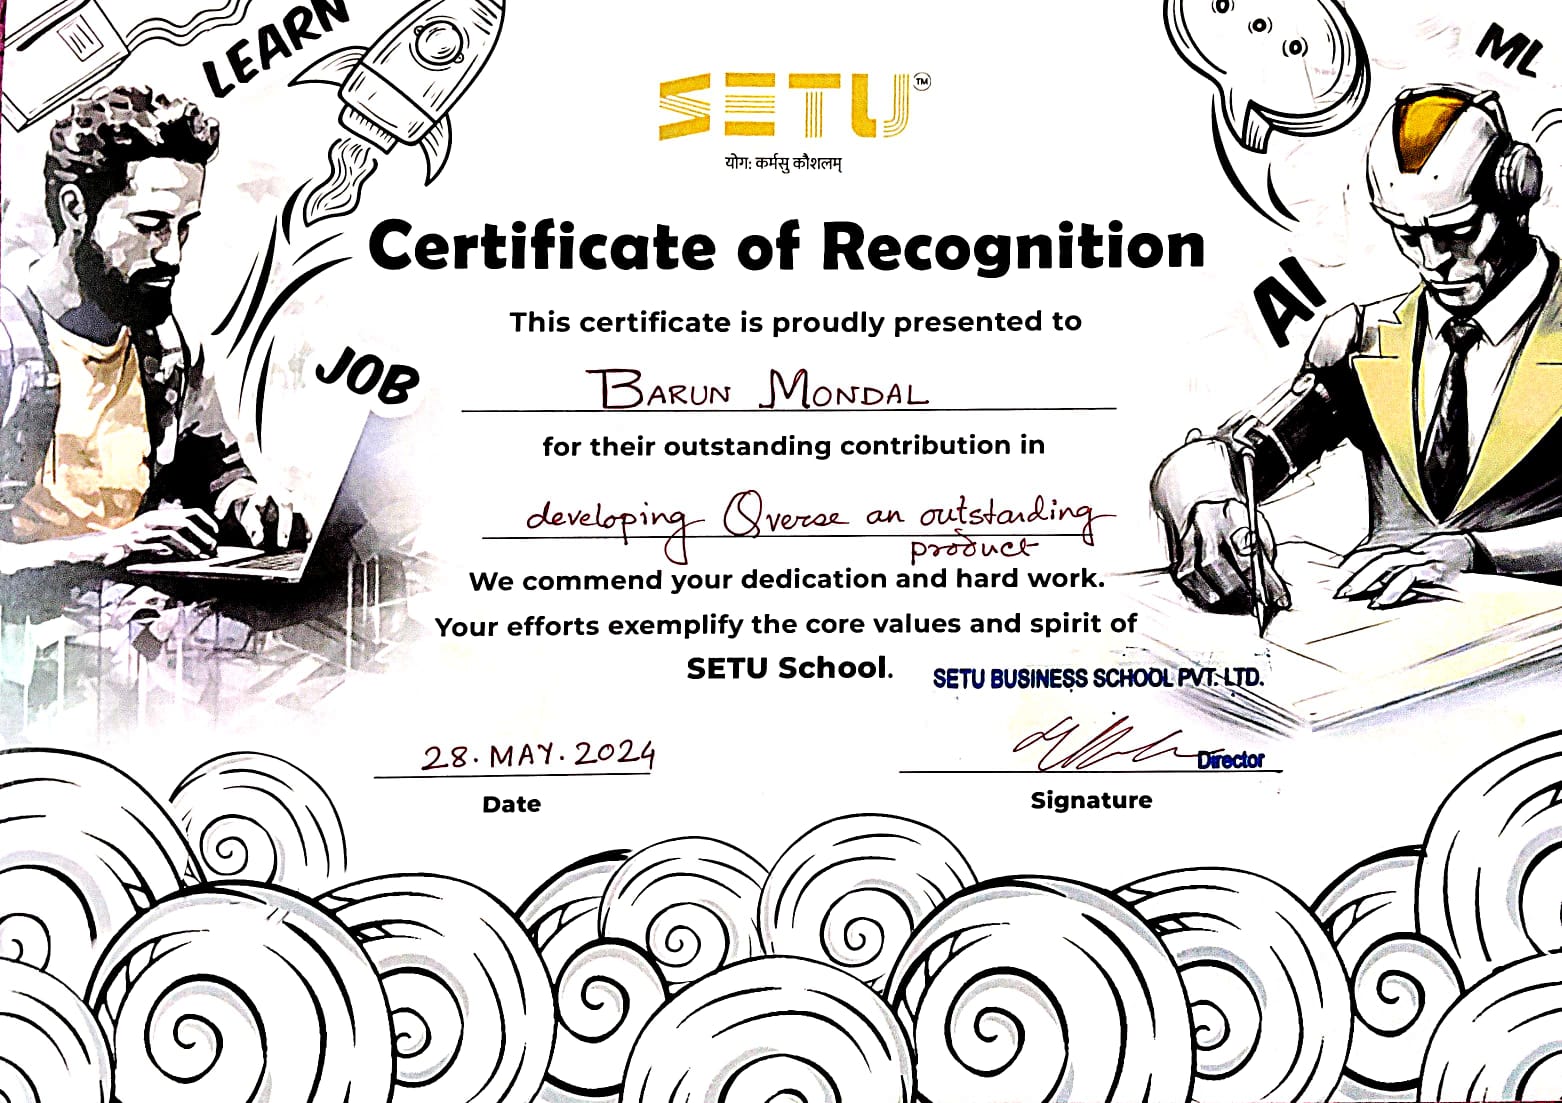 LEARN
ML
SETU™
योग: कर्मसु कौशलम्
Certificate of Recognition
This certificate is proudly presented to
AI
JOB
BARUN MONDAL
for their outstanding contribution in
developing Qverse an outstanding
product
We commend your dedication and hard work.
Your efforts exemplify the core values and spirit of
SETU School.
SETU BUSINESS SCHOOL PVT. LTD.
28. MAY. 2024
Director
Date
Signature